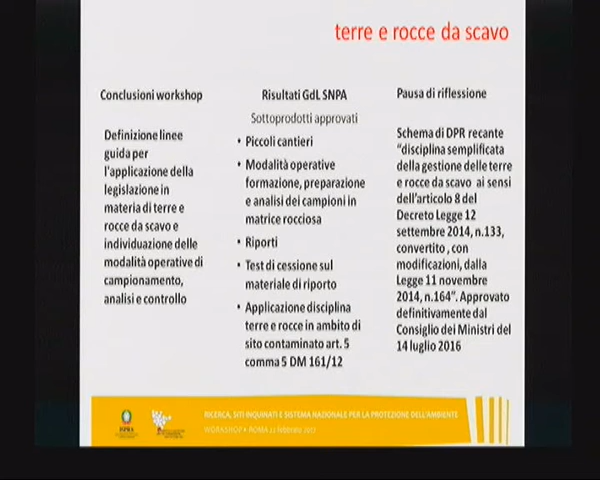 terre e rocce da scavo
Conclusioni workshop
Definizione linee
guida per
l'applicazione della
legislazione in
materia di terre e
rocce da scavo e
individuazione delle
modalità operative di
campionamento,
analisi e controllo
Risultati GdL SNPA
Sottoprodotti approvati
• Piccoli cantieri
• Modalità operative
formazione, preparazione
e analisi dei campioni in
matrice rocciosa
• Riporti
• Test di cessione sul
materiale di riporto
• Applicazione disciplina
terre e rocce in ambito di
sito contaminato art. 5
comma 5 DM 161/12
Pausa di riflessione
Schema di DPR recante
“disciplina semplificata
della gestione delle terre
e rocce da scavo ai sensi
dell'articolo 8 del
Decreto Legge 12
settembre 2014, n.133,
convertito , con
modificazioni, dalla
Legge 11 novembre
2014, n.164”. Approvato
definitivamente dal
Consiglio dei Ministri del
14 luglio 2016
RICERCA, SITI INQUINATI E SISTEMA NAZIONALE PER LA PROTEZIONE DELL'AMBIENTE
WORKSHOP • ROMA febbraio
ISPRA